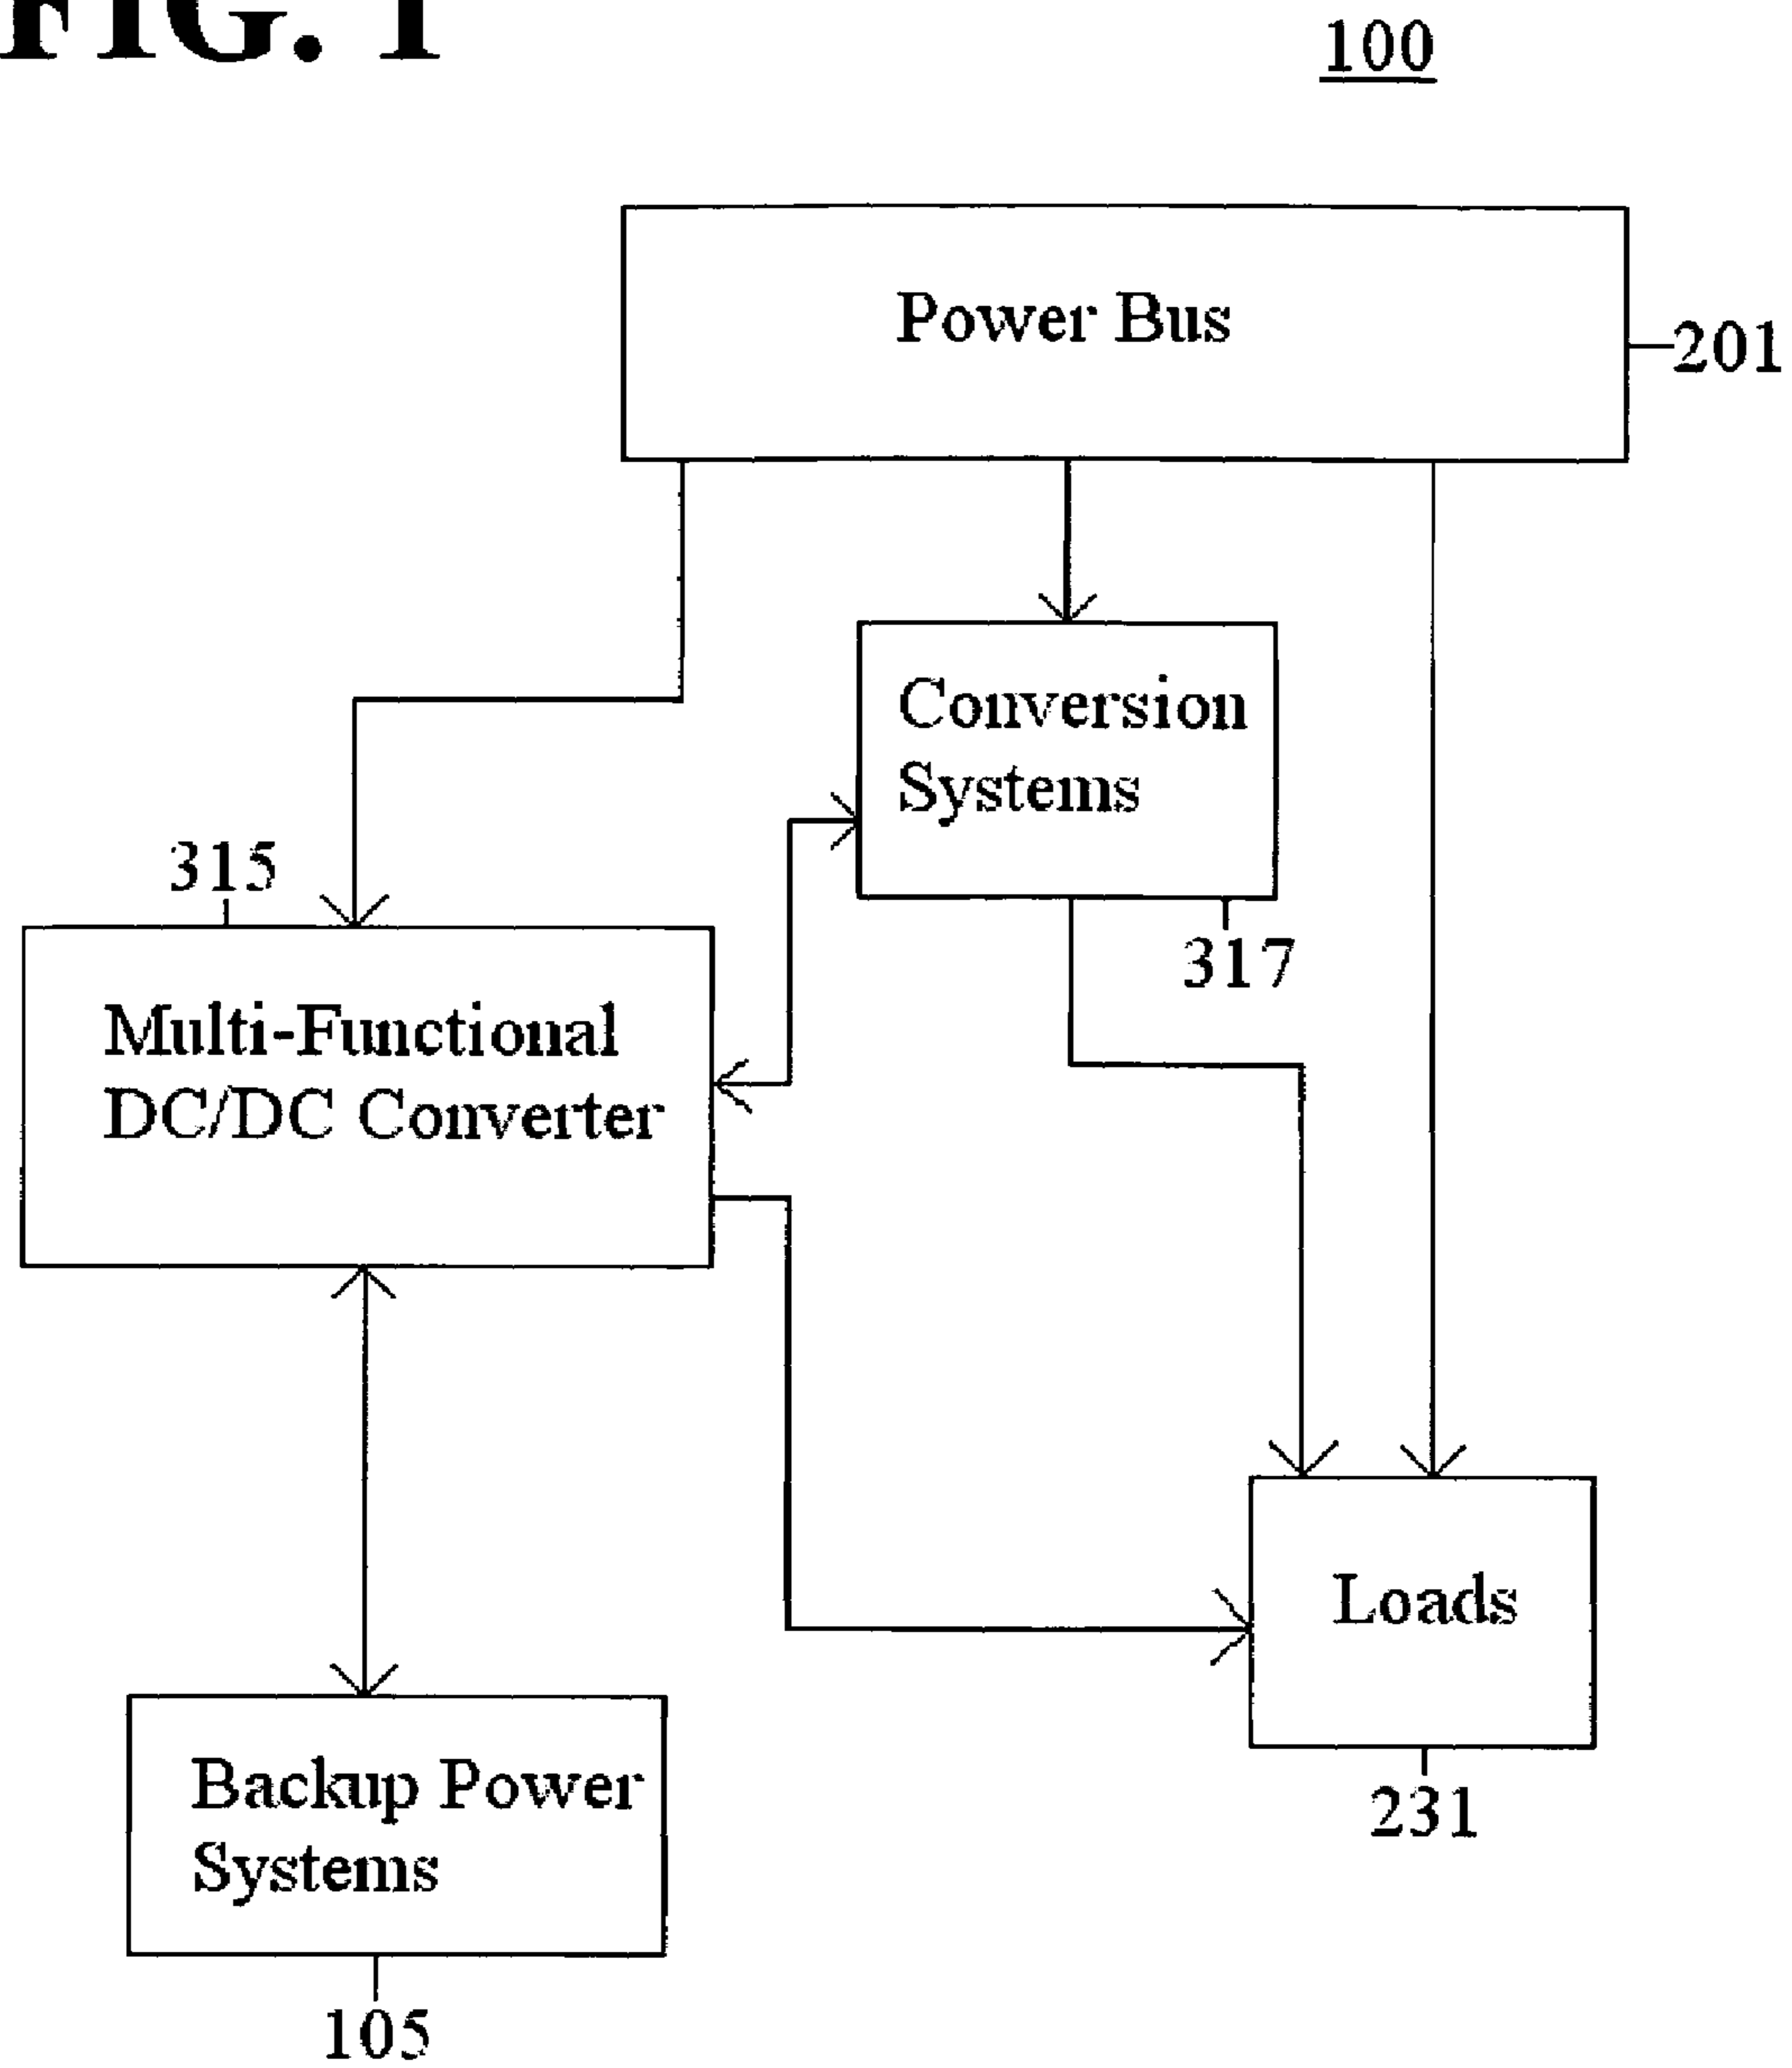 FIG. 1
100
Power Bus
201
Conversion
Systems
315
317
Multi-Functional
DC/DC Converter
Loads
231
Backup Power
Systems
105